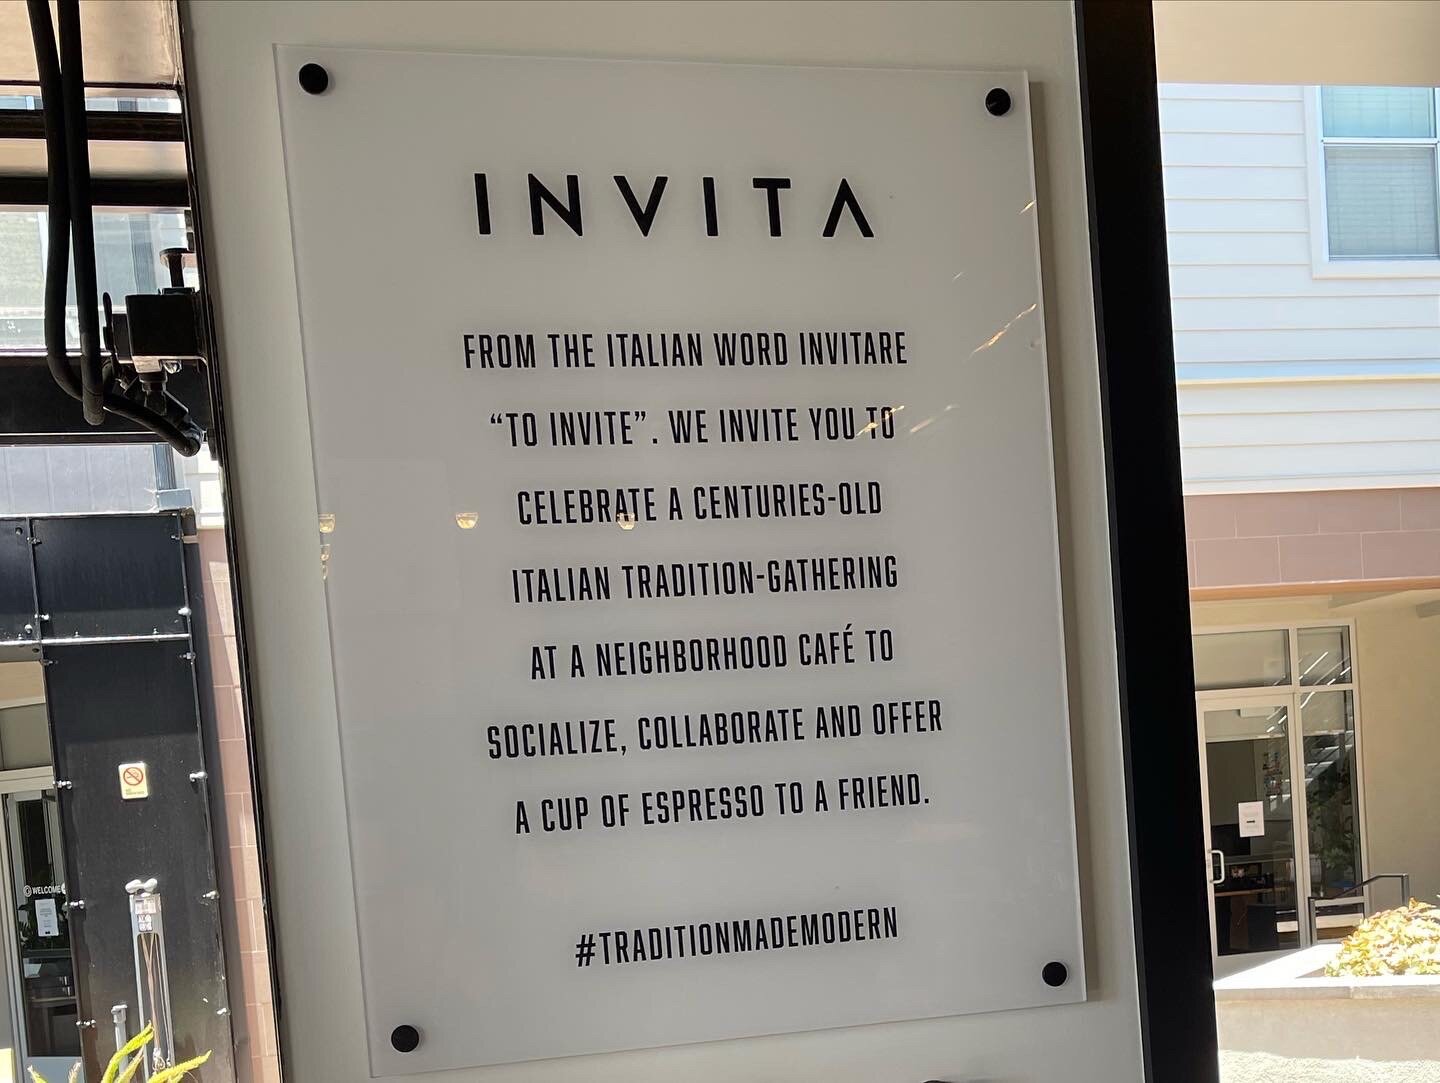 INVITA
FROM THE ITALIAN WORD INVITARE
“TO INVITE”. WE INVITE YOU TO
CELEBRATE A CENTURIES-OLD
ITALIAN TRADITION-GATHERING
AT A NEIGHBORHOOD CAFÉ TO
SOCIALIZE, COLLABORATE AND OFFER
A CUP OF ESPRESSO TO A FRIEND.
#TRADITIONMADEMODERN
WELCOME